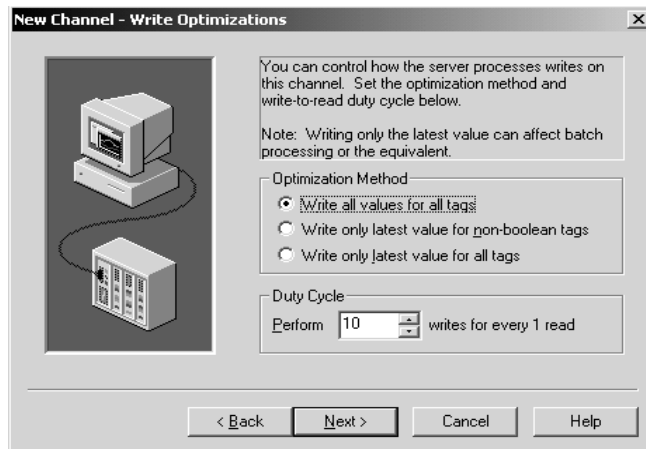 New Channel - Write Optimizations
You can control how the server processes writes on
this channel. Set the optimization method and
write-to-read duty cycle below.
Note: Writing only the latest value can affect batch
processing or the equivalent.
Optimization Method
Write all values for all tags
Write only latest value for non-boolean tags
Write only latest value for all tags
Duty Cycle
Perform 10 writes for every 1 read
< Back Next > Cancel Help